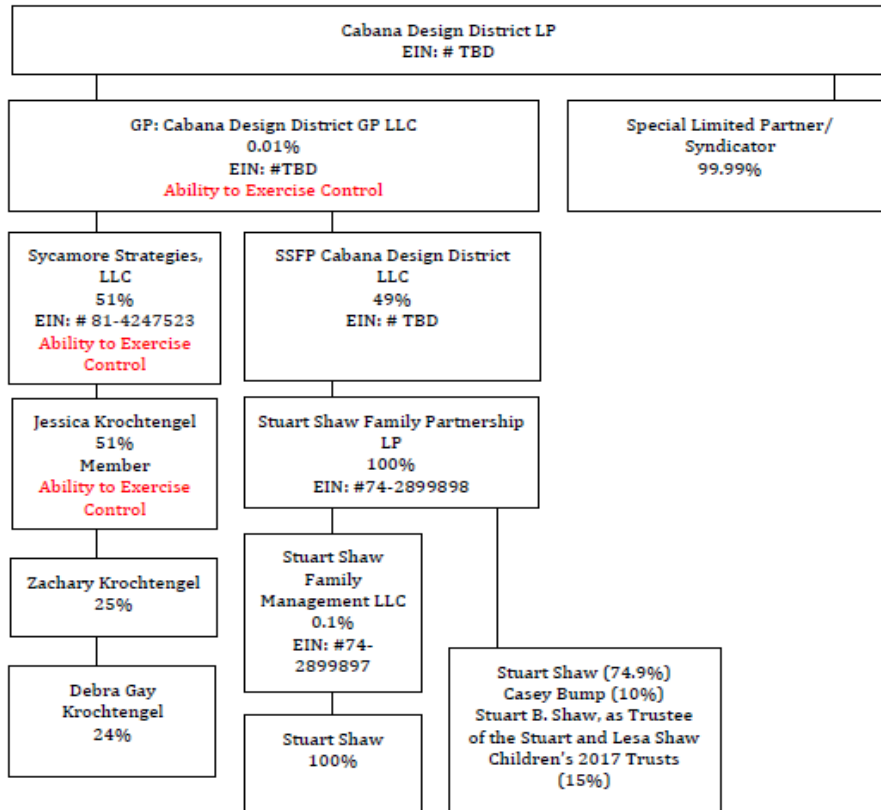 Cabana Design District LP
EIN: # TBD
GP: Cabana Design District GP LLC
0.01%
EIN: #TBD
Ability to Exercise Control
Special Limited Partner/
Syndicator
99.99%
Sycamore Strategies,
LLC
51%
EIN: # 81-4247523
Ability to Exercise
Control
SSFP Cabana Design District
LLC
49%
EIN: # TBD
Jessica Krochtengel
51%
Member
Ability to Exercise
Control
Stuart Shaw Family Partnership
LP
100%
EIN: #74-2899898
Zachary Krochtengel
25%
Stuart Shaw
Family
Management LLC
0.1%
EIN: #74-
2899897
Debra Gay
Krochtengel
24%
Stuart Shaw
100%
Stuart Shaw (74.9%)
Casey Bump (10%)
Stuart B. Shaw, as Trustee
of the Stuart and Lesa Shaw
Children's 2017 Trusts
(15%)